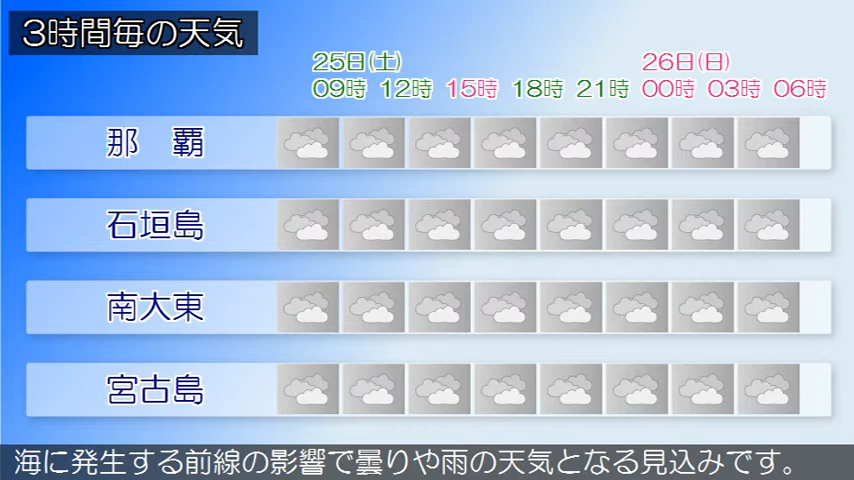 3時間毎の天気
25日(土) 26日(日)
09時 12時 15時 18時 21時 00時 03時 06時
那　覇
石垣島
南大東
宮古島
海に発生する前線の影響で曇りや雨の天気となる見込みです。